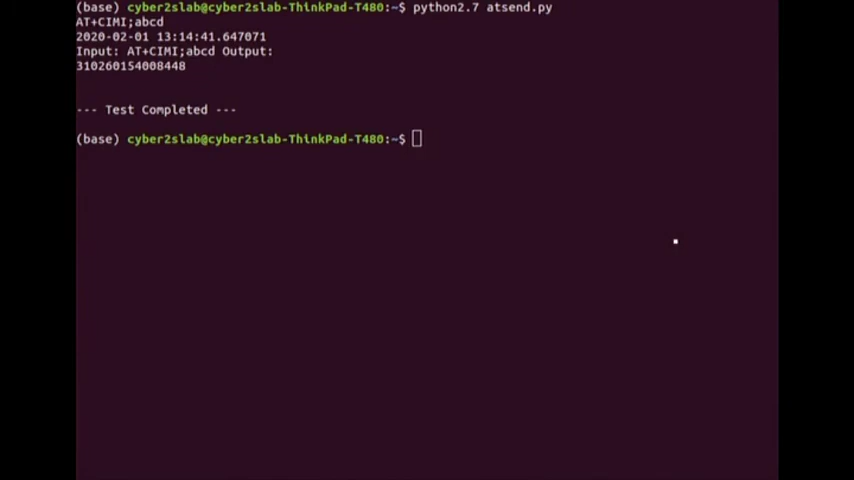 (base) cyber2slab@cyber2slab-ThinkPad-T480:~$ python2.7 atsend.py
AT+CIMI;abcd
2020-02-01 13:14:41.647071
Input: AT+CIMI;abcd Output:
310260154008448
--- Test Completed ---
(base) cyber2slab@cyber2slab-ThinkPad-T480:~$